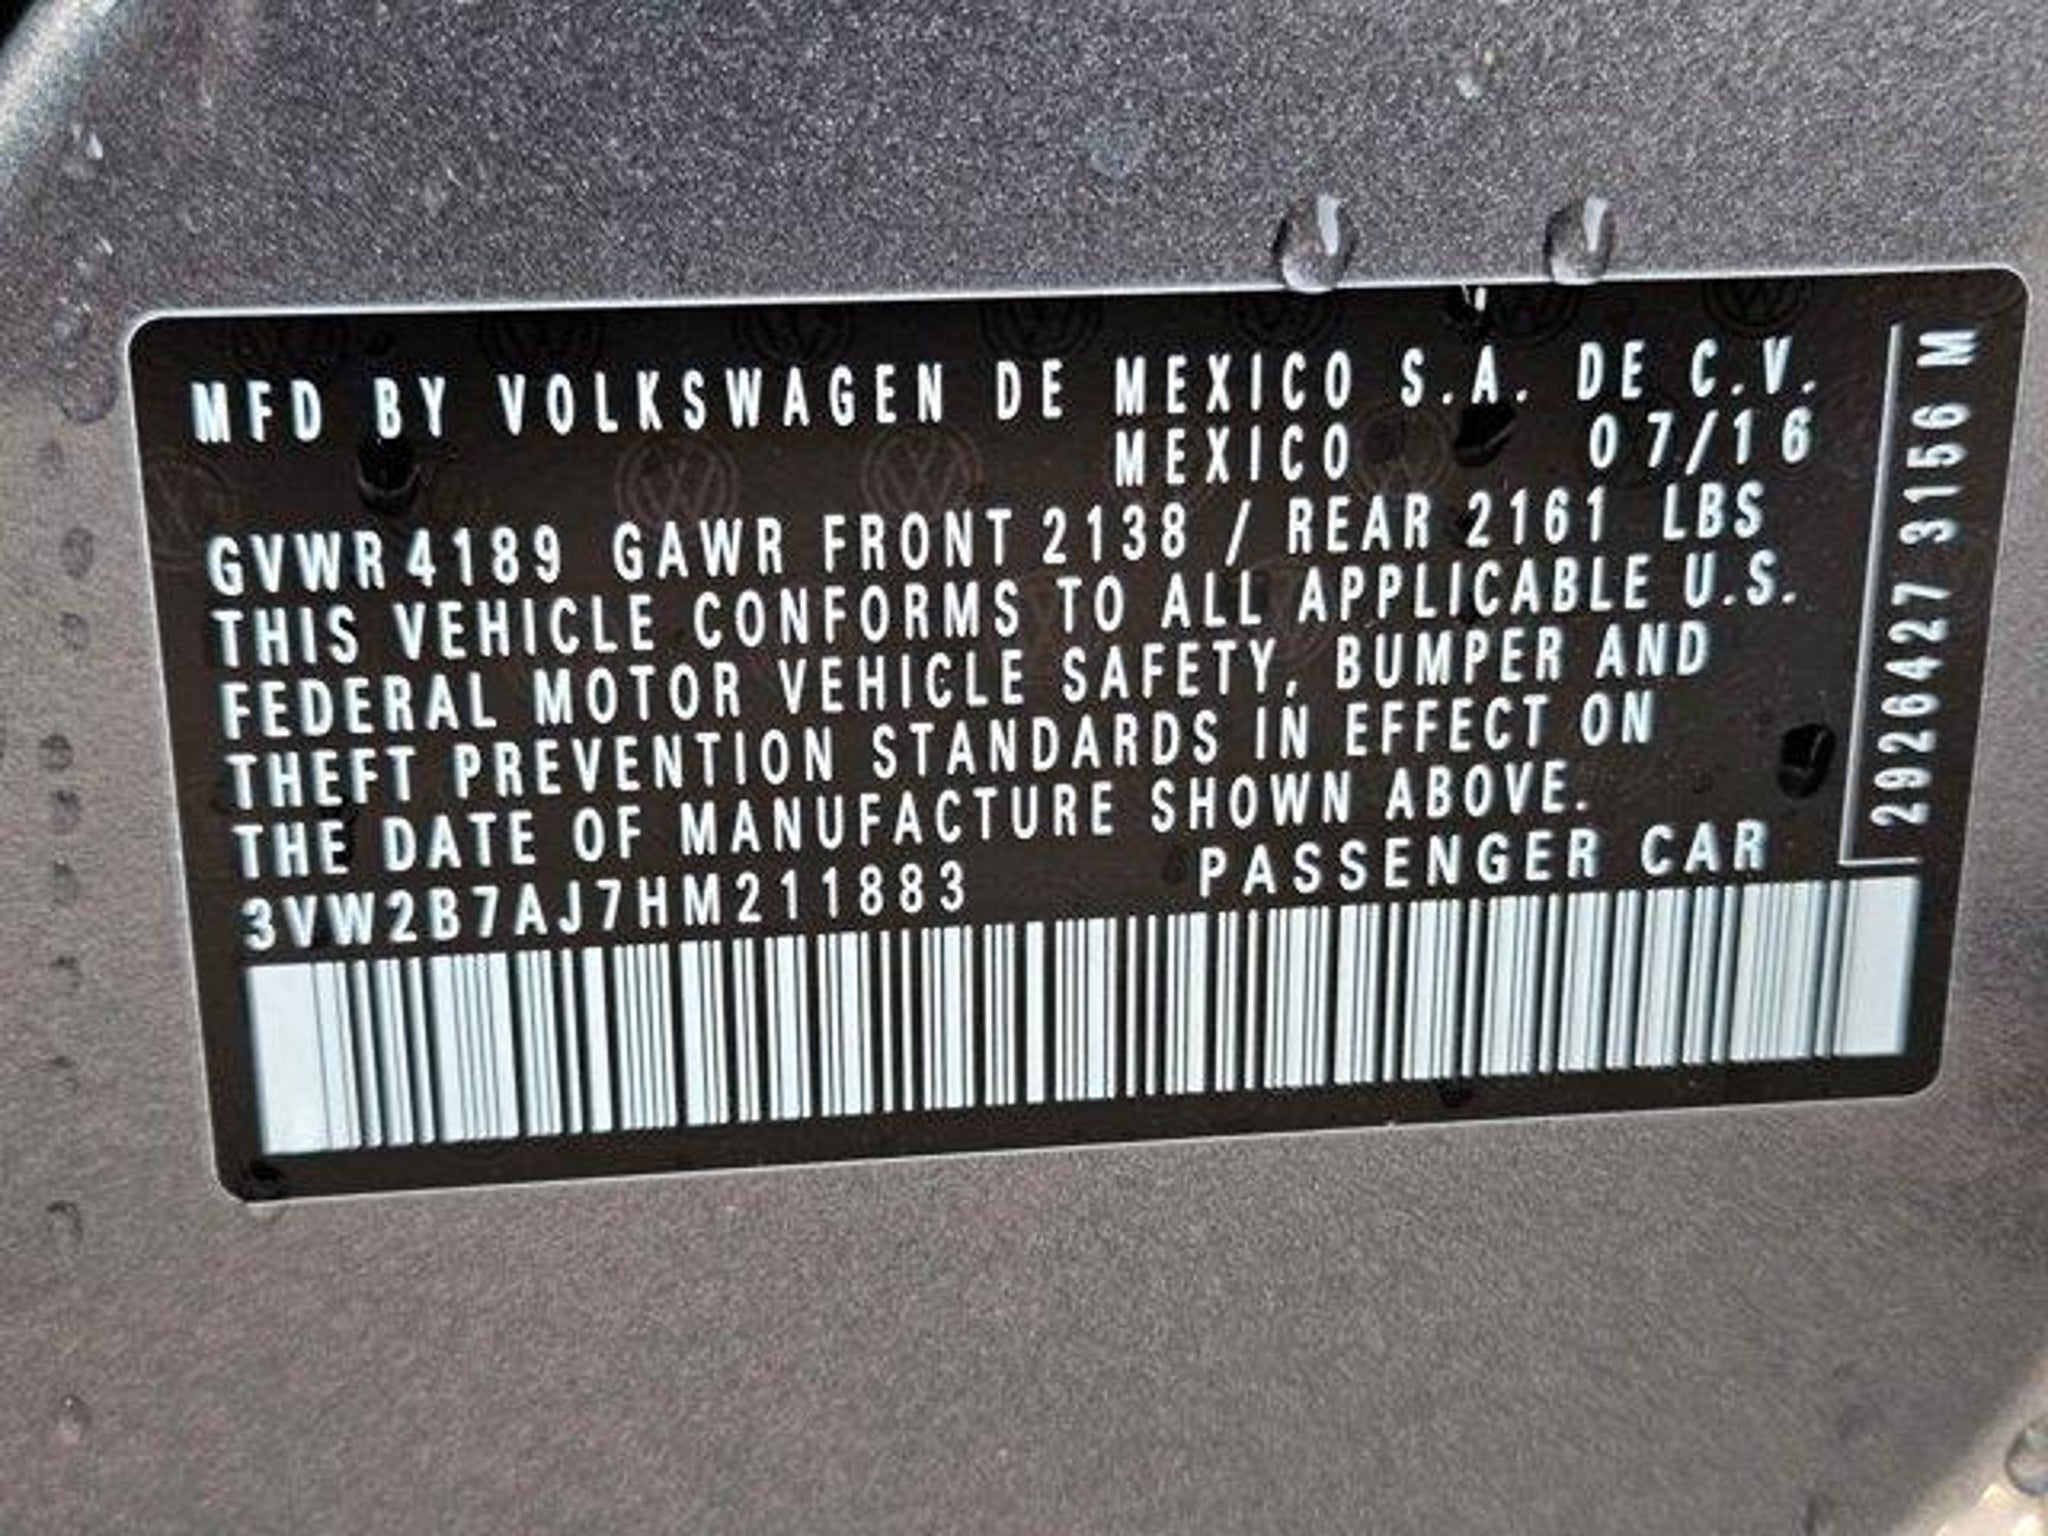 MFD BY VOLKSWAGEN DE MEXICO S.A. DE C.V.
MEXICO 07/16
GVWR 4189 GAWR FRONT 2138 / REAR 2161 LBS
THIS VEHICLE CONFORMS TO ALL APPLICABLE U.S.
FEDERAL MOTOR VEHICLE SAFETY, BUMPER AND
THEFT PREVENTION STANDARDS IN EFFECT ON
THE DATE OF MANUFACTURE SHOWN ABOVE.
3VW2B7AJ7HM211883 PASSENGER CAR
2926427 3156 M